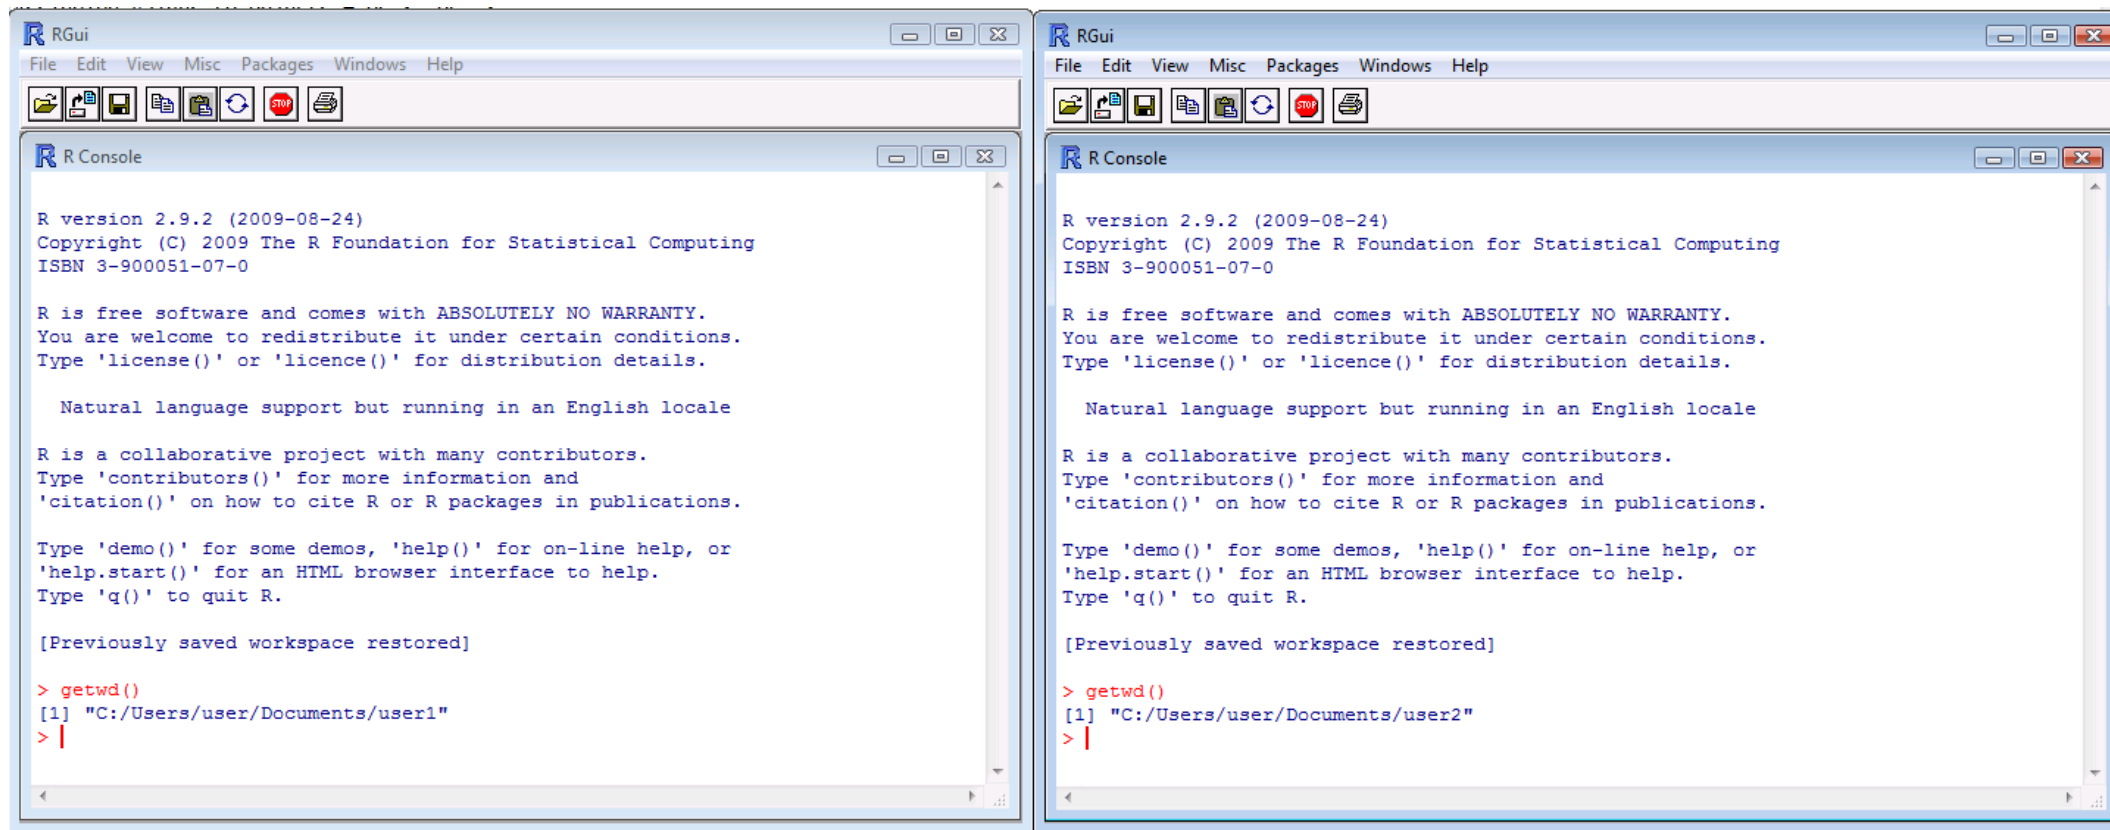 RGui
File Edit View Misc Packages Windows Help
STOP
R Console
R version 2.9.2 (2009-08-24)
Copyright (C) 2009 The R Foundation for Statistical Computing
ISBN 3-900051-07-0
R is free software and comes with ABSOLUTELY NO WARRANTY.
You are welcome to redistribute it under certain conditions.
Type 'license()' or 'licence()' for distribution details.
Natural language support but running in an English locale
R is a collaborative project with many contributors.
Type 'contributors()' for more information and
'citation()' on how to cite R or R packages in publications.
Type 'demo()' for some demos, 'help()' for on-line help, or
'help.start()' for an HTML browser interface to help.
Type 'q()' to quit R.
[Previously saved workspace restored]
> getwd()
[1] "C:/Users/user/Documents/user1"
>
RGui
File Edit View Misc Packages Windows Help
STOP
R Console
R version 2.9.2 (2009-08-24)
Copyright (C) 2009 The R Foundation for Statistical Computing
ISBN 3-900051-07-0
R is free software and comes with ABSOLUTELY NO WARRANTY.
You are welcome to redistribute it under certain conditions.
Type 'license()' or 'licence()' for distribution details.
Natural language support but running in an English locale
R is a collaborative project with many contributors.
Type 'contributors()' for more information and
'citation()' on how to cite R or R packages in publications.
Type 'demo()' for some demos, 'help()' for on-line help, or
'help.start()' for an HTML browser interface to help.
Type 'q()' to quit R.
[Previously saved workspace restored]
> getwd()
[1] "C:/Users/user/Documents/user2"
>